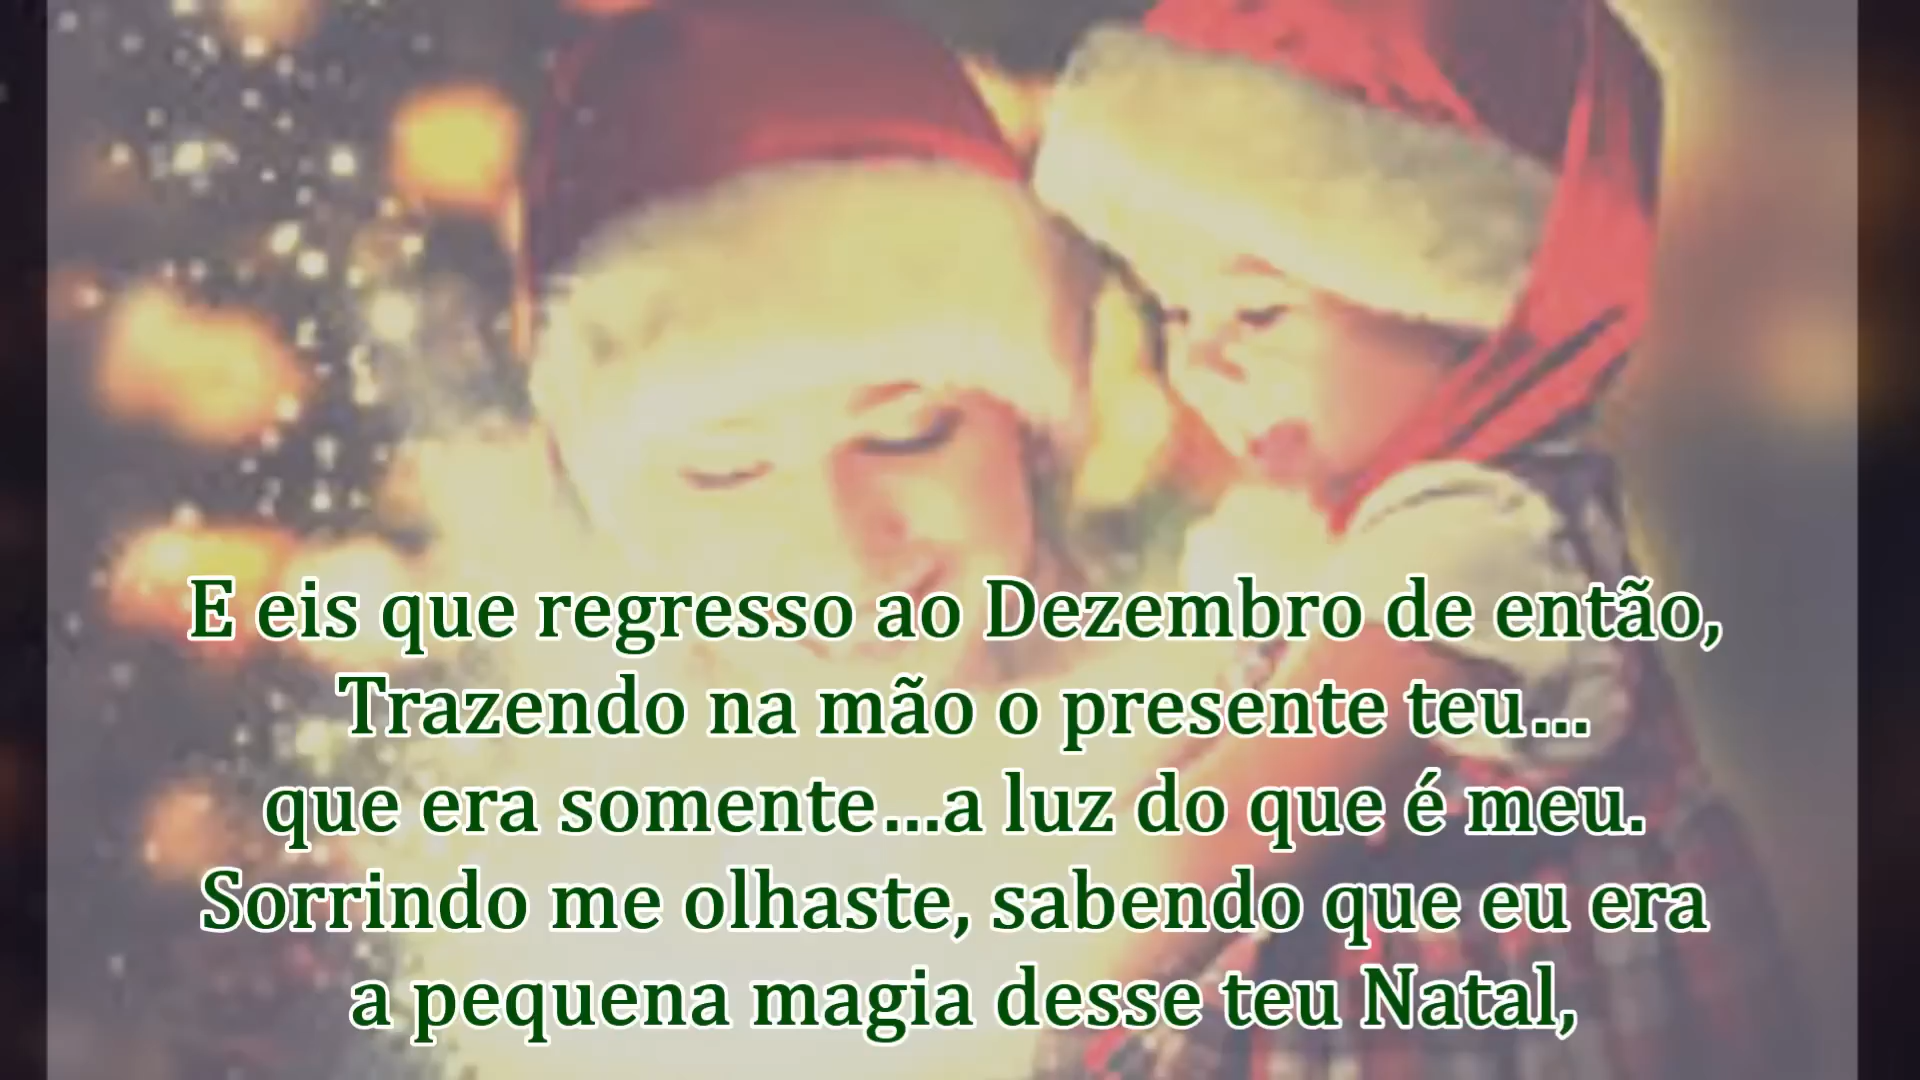 E eis que regresso ao Dezembro de então,
Trazendo na mão o presente teu...
que era somente...a luz do que é meu.
Sorrindo me olhaste, sabendo que eu era
a pequena magia desse teu Natal,